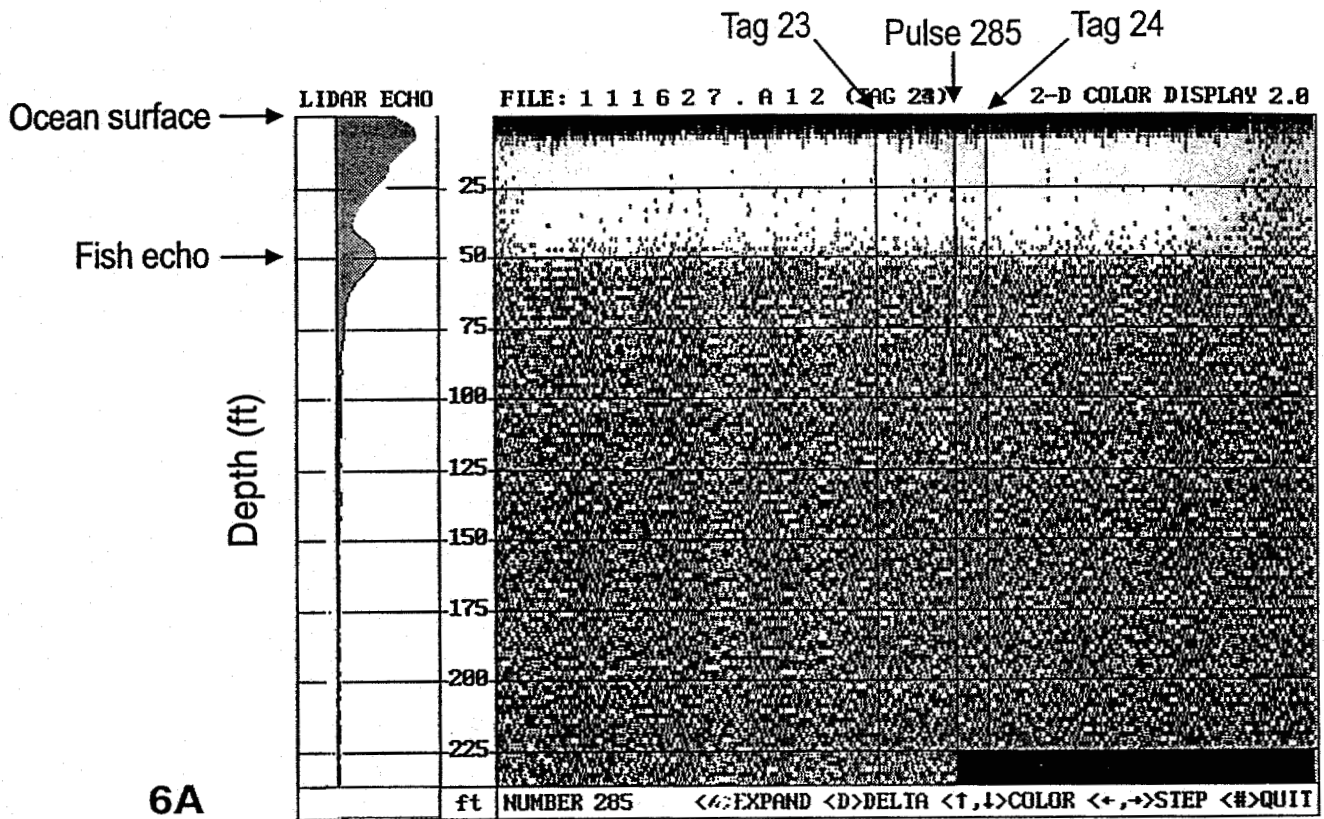 Tag 23 Pulse 285 Tag 24
LIDAR ECHO FILE: 1 1 1 6 2 7 . A 1 2 (TAG 2 ) 2-D COLOR DISPLAY 2.0
Ocean surface
25
Fish echo
50
75
100
125
150
175
200
225
Depth (ft)
6A
ft NUMBER 285 EXPAND <D>DELTA <↑,↓>COLOR <←,→>STEP <#>QUIT